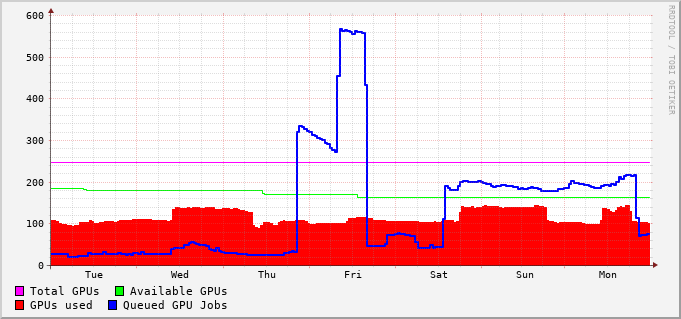 600
500
400
300
200
100
0
Tue Wed Thu Fri Sat Sun Mon
Total GPUs Available GPUs
GPUs used Queued GPU Jobs
RRDTOOL / TOBI OETIKER